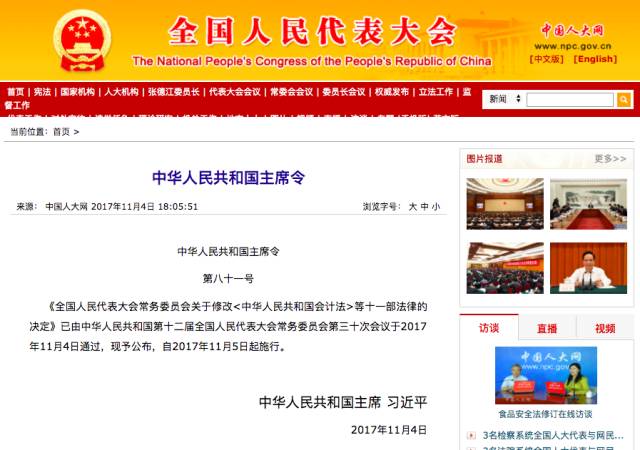 全国人民代表大会
The National People's Congress of the People's Republic of China
中国人大网
www.npc.gov.cn
[中文版] [English]
首页 | 宪法 | 国家机构 | 人大机构 | 张德江委员长 | 代表大会会议 | 常委会会议 | 委员长会议 | 权威发布 | 立法工作 | 监
督工作
新闻
当前位置：首页 >
中华人民共和国主席令
来源： 中国人大网 2017年11月4日 18:05:51
浏览字号： 大 中 小
中华人民共和国主席令
第八十一号
《全国人民代表大会常务委员会关于修改<中华人民共和国会计法>等十一部法律的
决定》已由中华人民共和国第十二届全国人民代表大会常务委员会第三十次会议于2017
年11月4日通过，现予公布，自2017年11月5日起施行。
中华人民共和国主席 习近平
2017年11月4日
图片报道
更多>>
访谈
直播
视频
中国人大网
www.npc.gov.cn
食品安全法修订在线访谈
3名检察系统全国人大代表与网民...